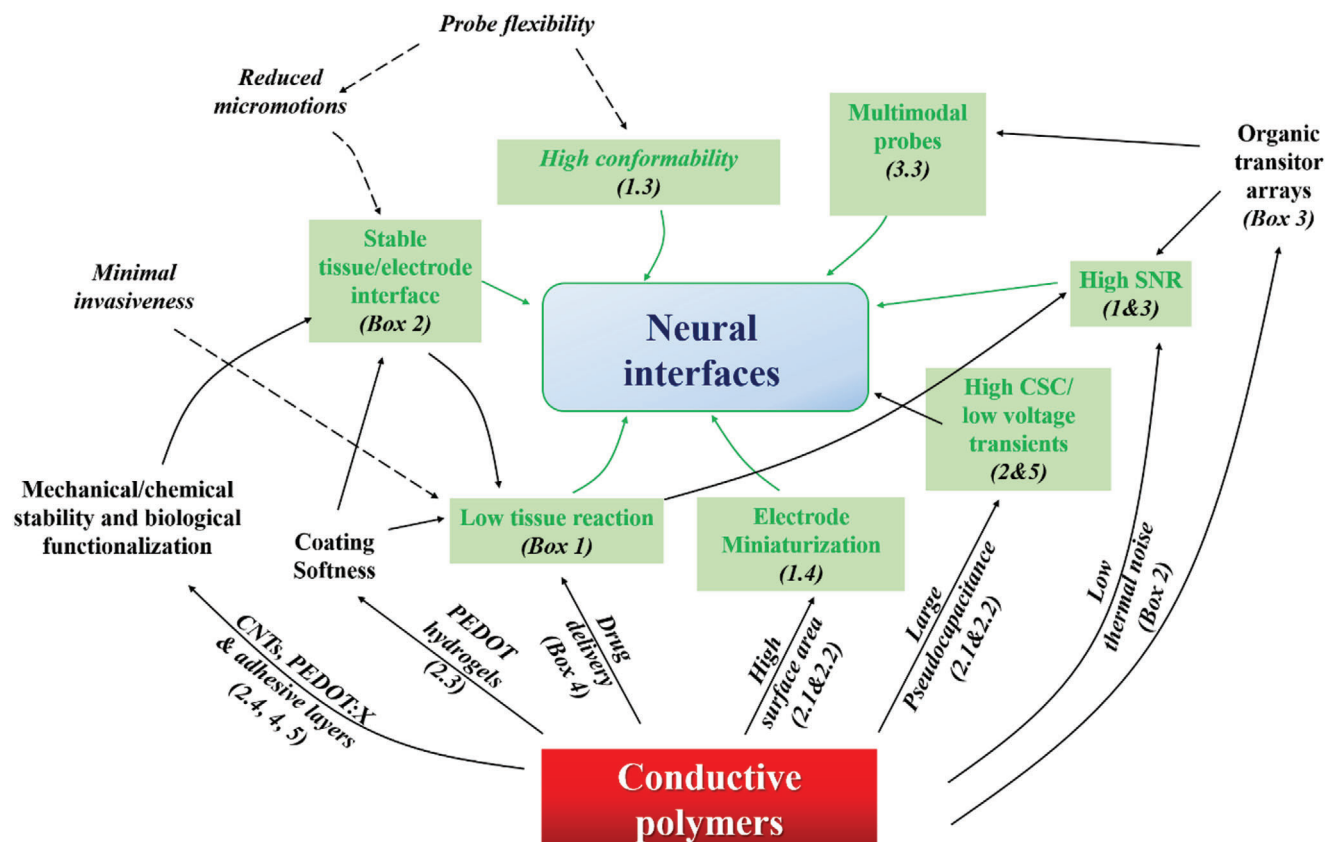 Probe flexibility
Reduced
micromotions
High conformability
(1.3)
Multimodal
probes
(3.3)
Organic
transitor
arrays
(Box 3)
Stable
tissue/electrode
interface
(Box 2)
Minimal
invasiveness
High SNR
(1&3)
Neural
interfaces
High CSC/
low voltage
transients
(2&5)
Mechanical/chemical
stability and biological
functionalization
Coating
Softness
Low tissue reaction
(Box 1)
Electrode
Miniaturization
(1.4)
CNTs, PEDOT:X
& adhesive layers
(2.4, 4, 5)
PEDOT
hydrogels
(2.3)
Drug
delivery
(Box 4)
High
surface area
(2.1&2.2)
Large
Pseudocapacitance
(2.1&2.2)
Low
thermal noise
(Box 2)
Conductive
polymers